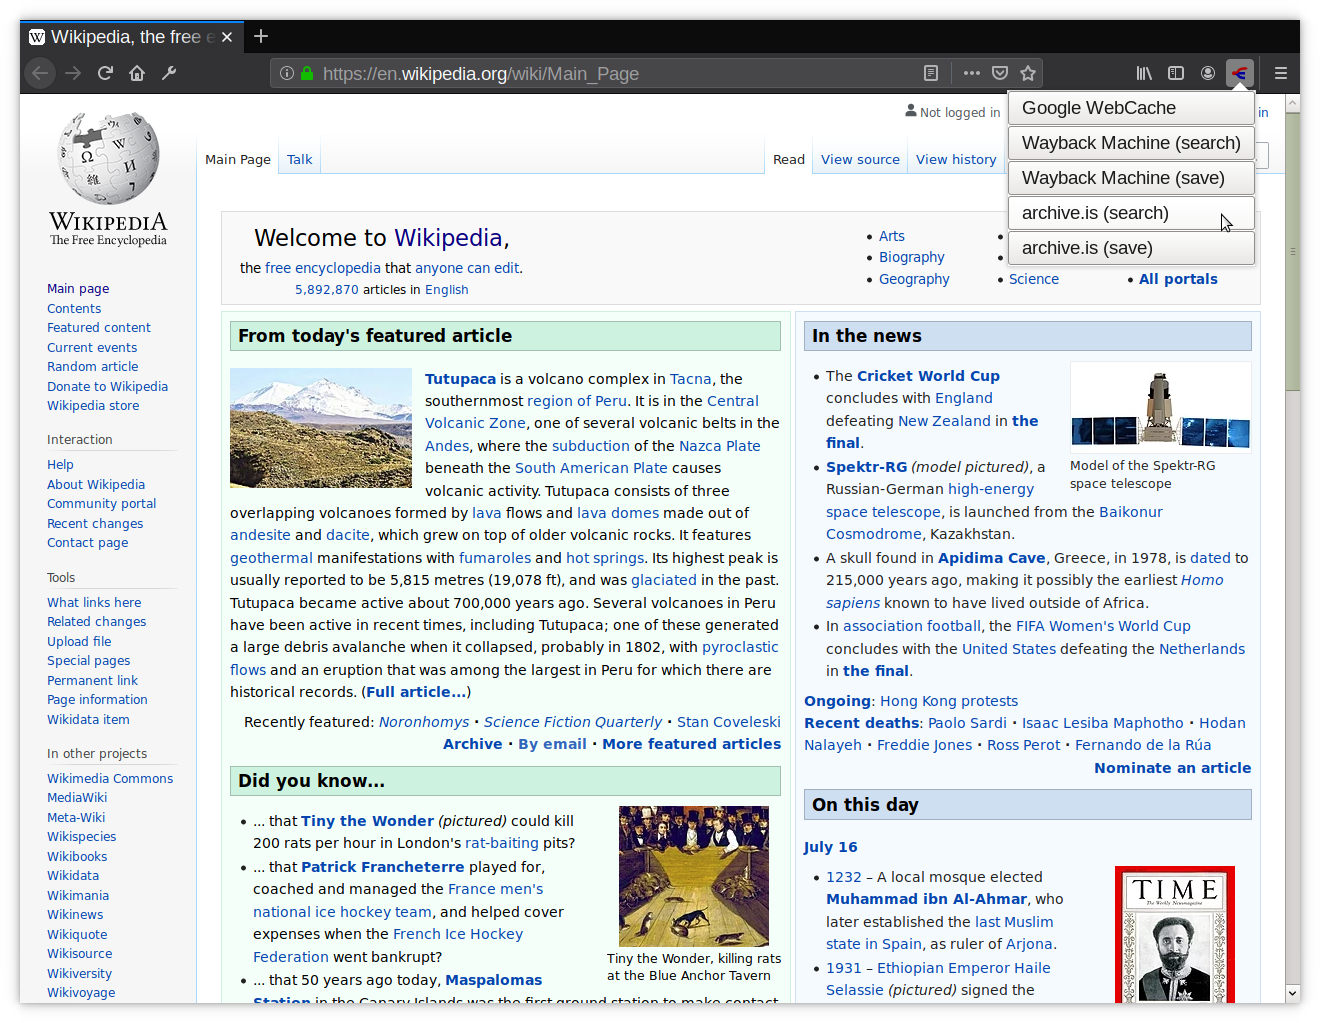 Wikipedia, the free e
https://en.wikipedia.org/wiki/Main_Page
Google WebCache
Wayback Machine (search)
Wayback Machine (save)
archive.is (search)
archive.is (save)
Not logged in
in
Main Page
Talk
Read
View source
View history
WIKIPEDIA
The Free Encyclopedia
Main page
Contents
Featured content
Current events
Random article
Donate to Wikipedia
Wikipedia store
Interaction
Help
About Wikipedia
Community portal
Recent changes
Contact page
Tools
What links here
Related changes
Upload file
Special pages
Permanent link
Page information
Wikidata item
In other projects
Wikimedia Commons
MediaWiki
Meta-Wiki
Wikispecies
Wikibooks
Wikidata
Wikimania
Wikinews
Wikiquote
Wikisource
Wikiversity
Wikivoyage
Welcome to Wikipedia,
the free encyclopedia that anyone can edit.
5,892,870 articles in English
• Arts
• Biography
• Geography
• Science
• All portals
From today's featured article
Tutupaca is a volcano complex in Tacna, the
southernmost region of Peru. It is in the Central
Volcanic Zone, one of several volcanic belts in the
Andes, where the subduction of the Nazca Plate
beneath the South American Plate causes
volcanic activity. Tutupaca consists of three
overlapping volcanoes formed by lava flows and lava domes made out of
andesite and dacite, which grew on top of older volcanic rocks. It features
geothermal manifestations with fumaroles and hot springs. Its highest peak is
usually reported to be 5,815 metres (19,078 ft), and was glaciated in the past.
Tutupaca became active about 700,000 years ago. Several volcanoes in Peru
have been active in recent times, including Tutupaca; one of these generated
a large debris avalanche when it collapsed, probably in 1802, with pyroclastic
flows and an eruption that was among the largest in Peru for which there are
historical records. (Full article...)
Recently featured: Noronhomys · Science Fiction Quarterly · Stan Coveleski
Archive · By email · More featured articles
Did you know...
• ... that Tiny the Wonder (pictured) could kill
200 rats per hour in London's rat-baiting pits?
• ... that Patrick Francheterre played for,
coached and managed the France men's
national ice hockey team, and helped cover
expenses when the French Ice Hockey
Federation went bankrupt?
• ... that 50 years ago today, Maspalomas
Station in the Canary Islands was the first ground station to make contact
Tiny the Wonder, killing rats
at the Blue Anchor Tavern
In the news
• The Cricket World Cup
concludes with England
defeating New Zealand in the
final.
• Spektr-RG (model pictured), a
Russian-German high-energy
space telescope, is launched from the Baikonur
Cosmodrome, Kazakhstan.
• A skull found in Apidima Cave, Greece, in 1978, is dated to
215,000 years ago, making it possibly the earliest Homo
sapiens known to have lived outside of Africa.
• In association football, the FIFA Women's World Cup
concludes with the United States defeating the Netherlands
in the final.
Model of the Spektr-RG
space telescope
Ongoing: Hong Kong protests
Recent deaths: Paolo Sardi · Isaac Lesiba Maphotho · Hodan
Nalayeh · Freddie Jones · Ross Perot · Fernando de la Rúa
Nominate an article
On this day
July 16
• 1232 – A local mosque elected
Muhammad ibn Al-Ahmar, who
later established the last Muslim
state in Spain, as ruler of Arjona.
• 1931 – Ethiopian Emperor Haile
Selassie (pictured) signed the
TIME
The Weekly Newsmagazine